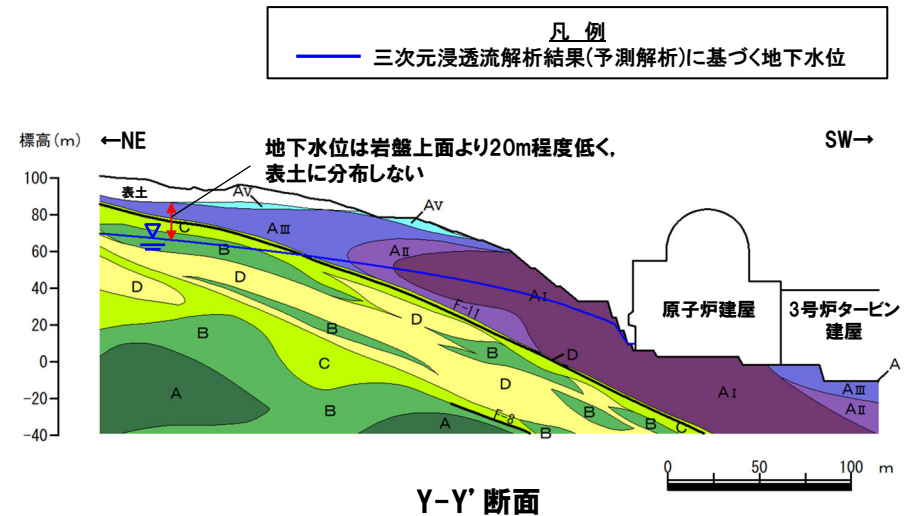 凡 例
三次元浸透流解析結果(予測解析)に基づく地下水位
標高(m)
←NE
SW→
地下水位は岩盤上面より20m程度低く,
表土に分布しない
100
80
60
40
20
0
-20
-40
表土
AⅤ
AⅤ
AⅢ
AⅡ
AⅠ
C
B
D
D
D
F-11
原子炉建屋
3号炉タービン
建屋
B
B
C
B
D
D
A
AⅠ
AⅢ
AⅡ
A
B
F-8
A
B
B
B
C
0 50 100 m
Y-Y' 断面